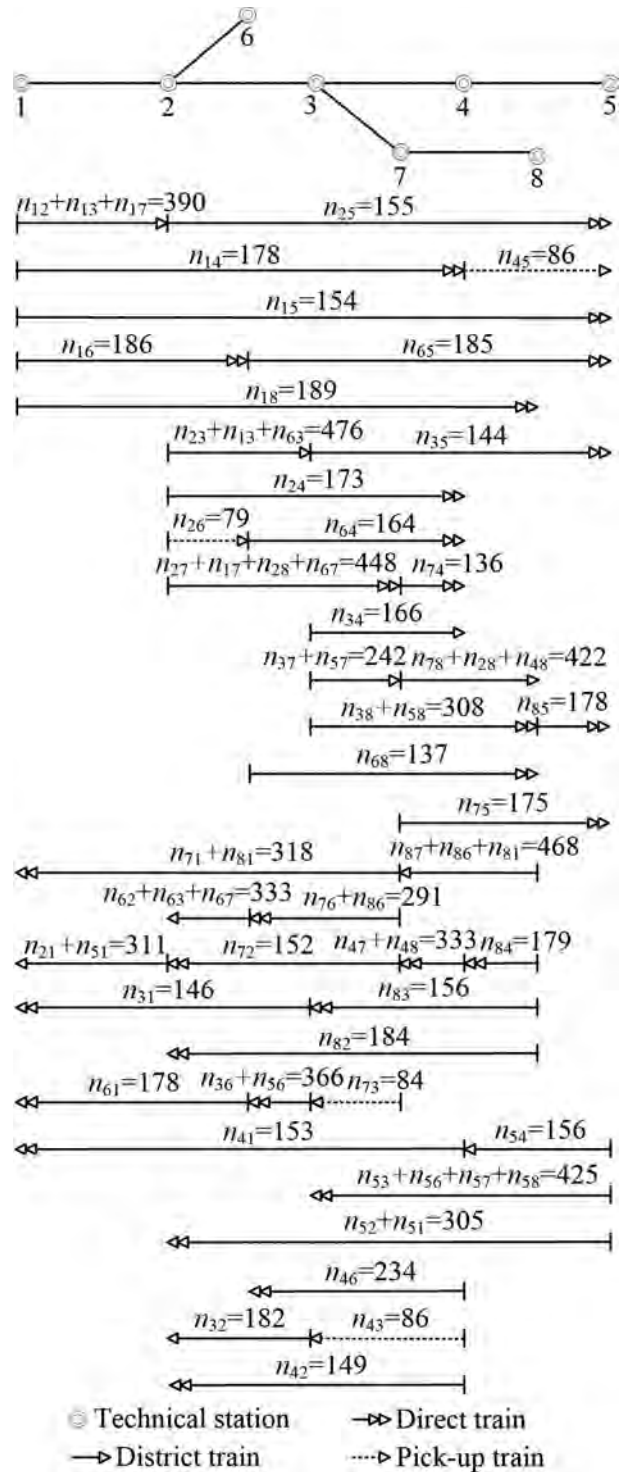 6
1 2 3 4 5
7 8
n₁₂+n₁₃+n₁₇=390 n₂₅=155
n₁₄=178 n₄₅=86
n₁₅=154
n₁₆=186 n₆₅=185
n₁₈=189
n₂₃+n₁₃+n₆₃=476 n₃₅=144
n₂₄=173
n₂₆=79 n₆₄=164
n₂₇+n₁₇+n₂₈+n₆₇=448 n₇₄=136
n₃₄=166
n₃₇+n₅₇=242 n₇₈+n₂₈+n₄₈=422
n₃₈+n₅₈=308 n₈₅=178
n₆₈=137
n₇₅=175
n₇₁+n₈₁=318 n₈₇+n₈₆+n₈₁=468
n₆₂+n₆₃+n₆₇=333 n₇₆+n₈₆=291
n₂₁+n₅₁=311 n₇₂=152 n₄₇+n₄₈=333 n₈₄=179
n₃₁=146 n₈₃=156
n₈₂=184
n₆₁=178 n₃₆+n₅₆=366 n₇₃=84
n₄₁=153 n₅₄=156
n₅₃+n₅₆+n₅₇+n₅₈=425
n₅₂+n₅₁=305
n₄₆=234
n₃₂=182 n₄₃=86
n₄₂=149
Technical station Direct train
District train Pick-up train